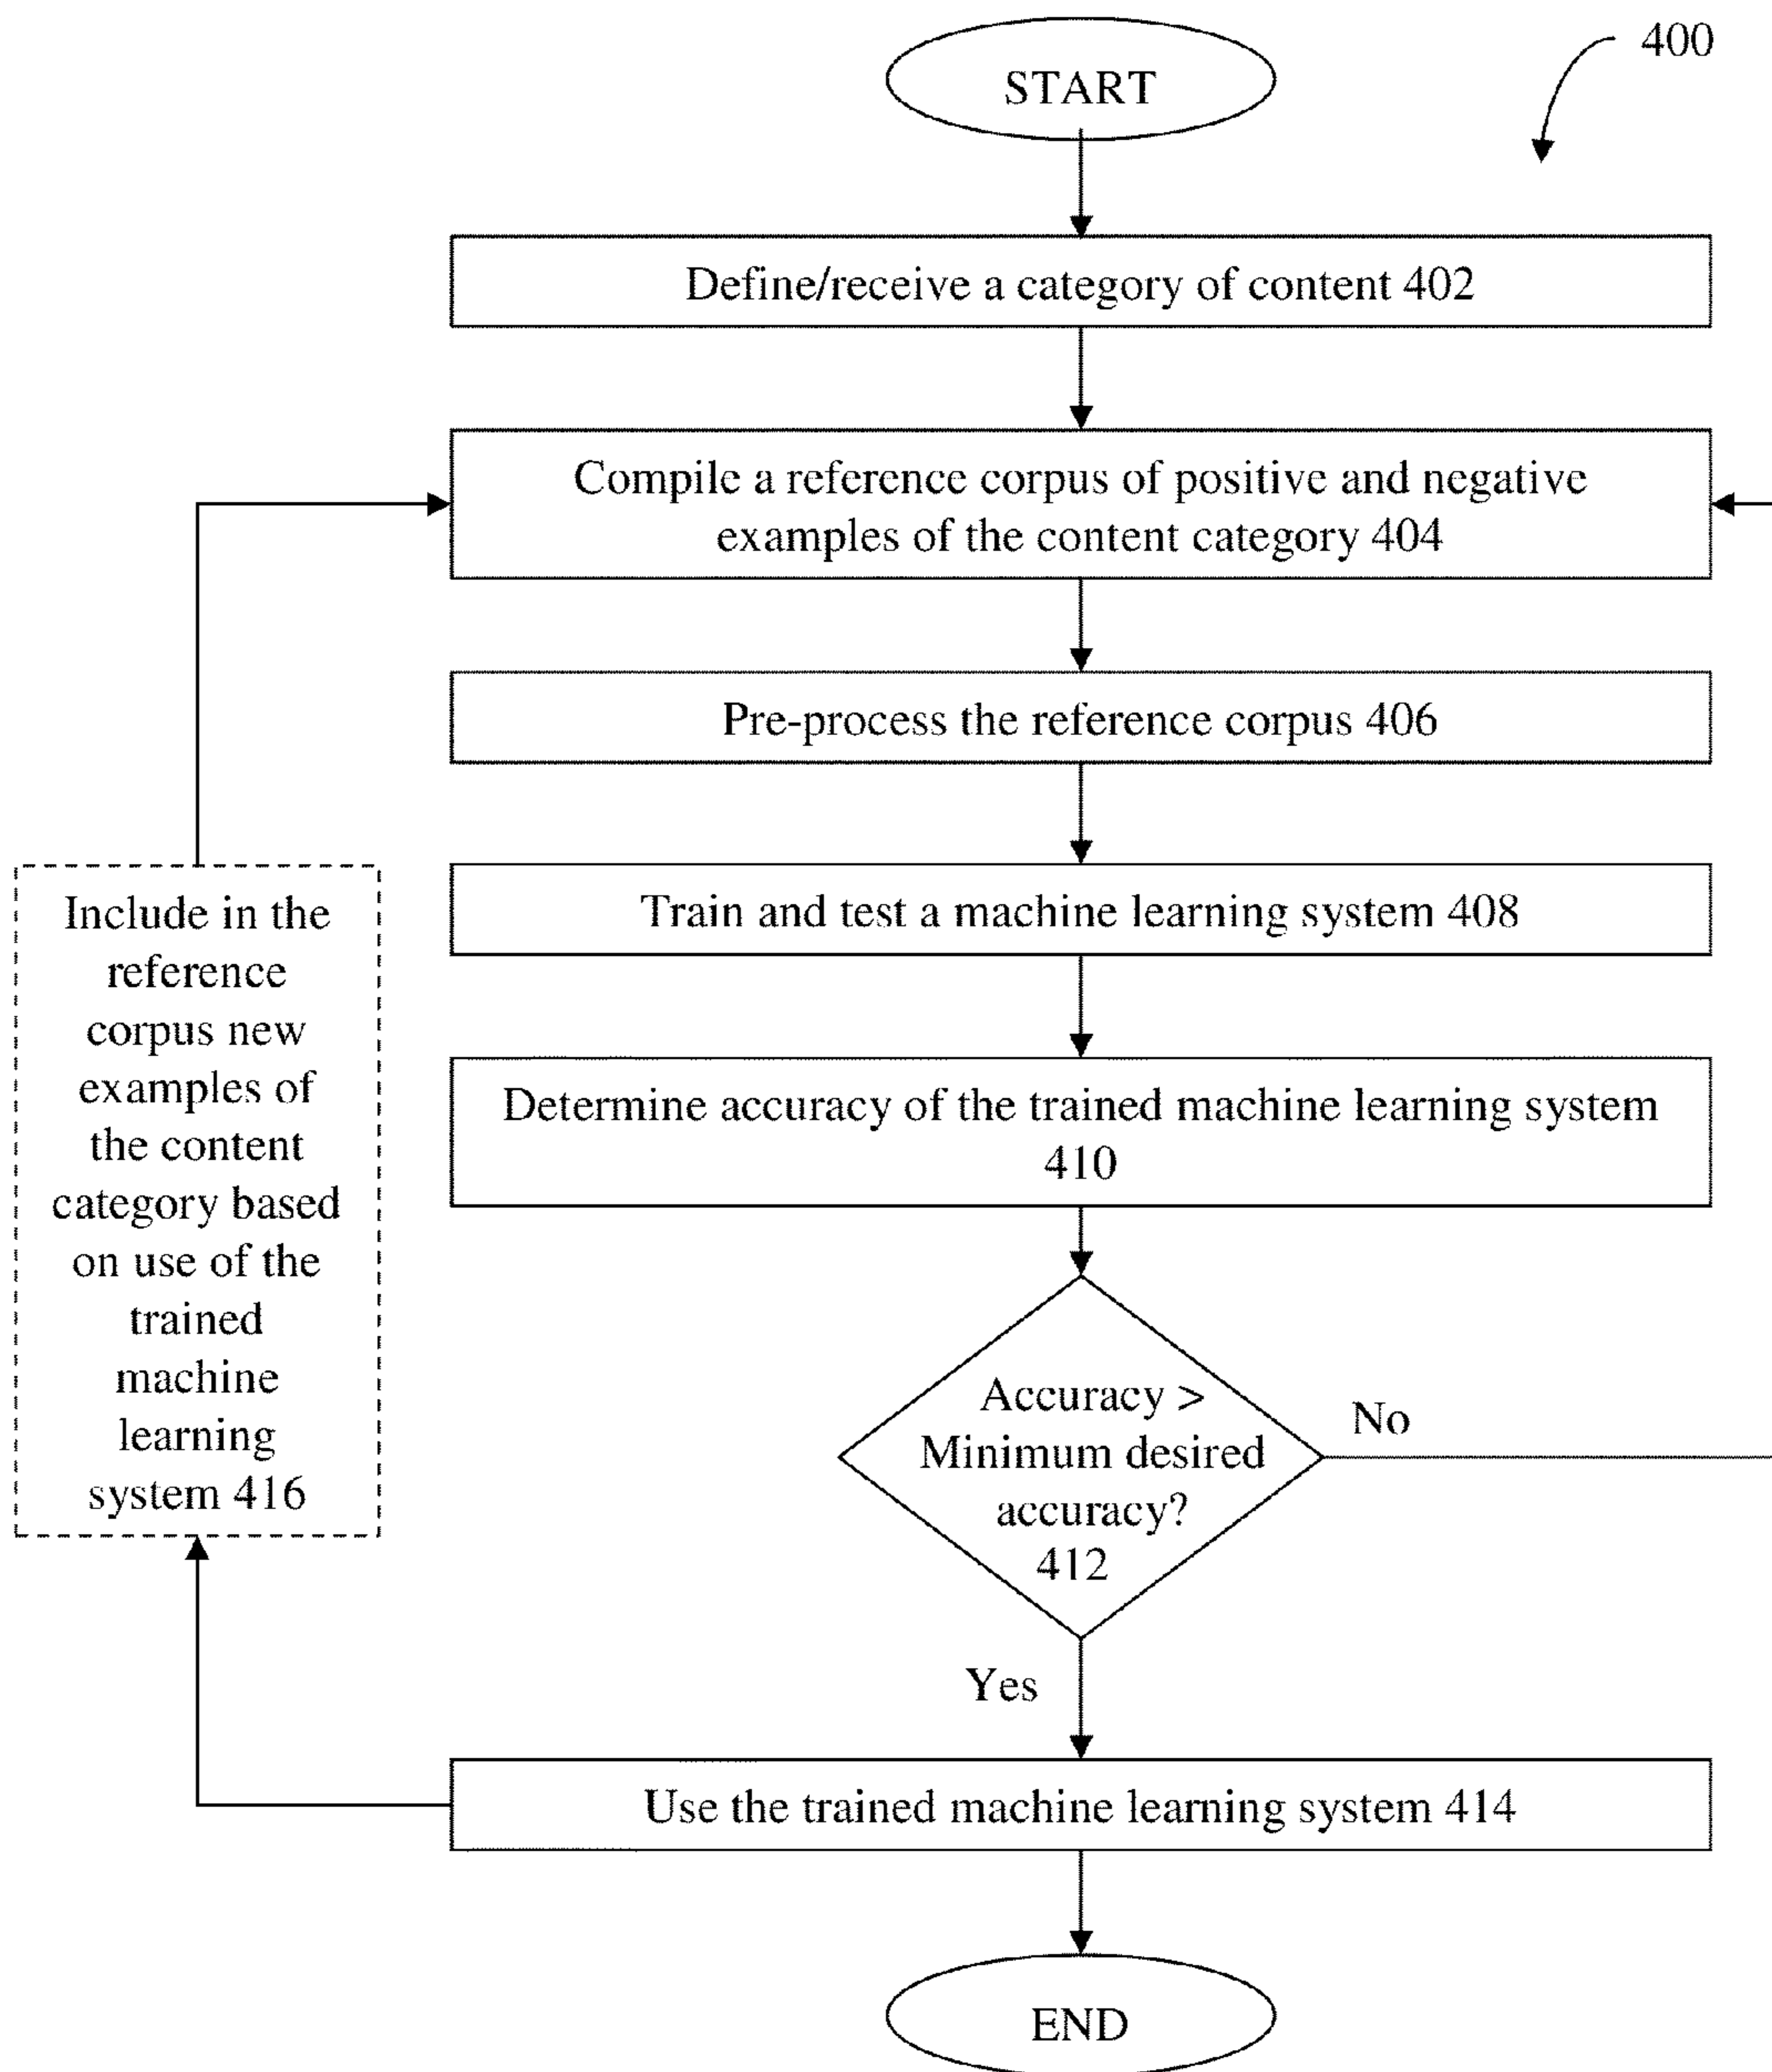 400
START
Define/receive a category of content 402
Compile a reference corpus of positive and negative
examples of the content category 404
Pre-process the reference corpus 406
Train and test a machine learning system 408
Include in the
reference
corpus new
examples of
the content
category based
on use of the
trained
machine
learning
system 416
Determine accuracy of the trained machine learning system
410
Accuracy >
Minimum desired
accuracy?
412
No
Yes
Use the trained machine learning system 414
END